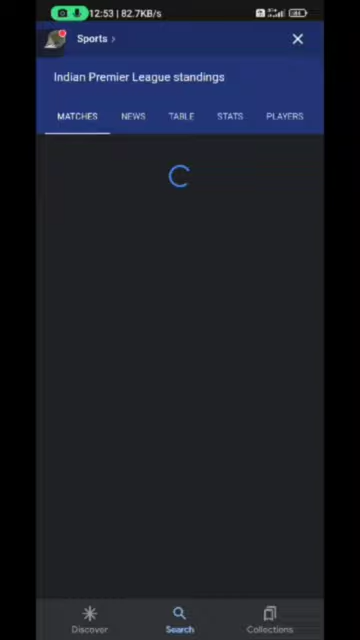 12:53 | 82.7KB/s
Sports
Indian Premier League standings
MATCHES NEWS TABLE STATS PLAYERS
Discover Search Collections